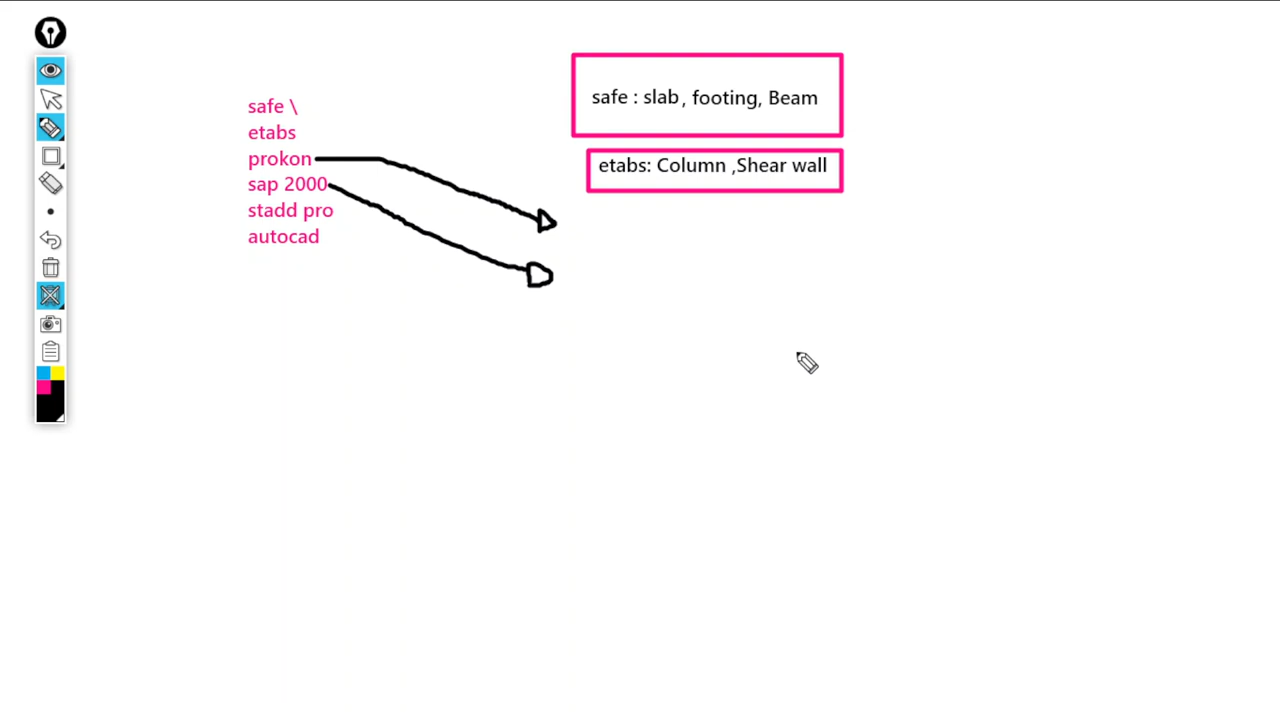 safe \
etabs
prokon
sap 2000
stadd pro
autocad
safe : slab , footing, Beam
etabs: Column ,Shear wall